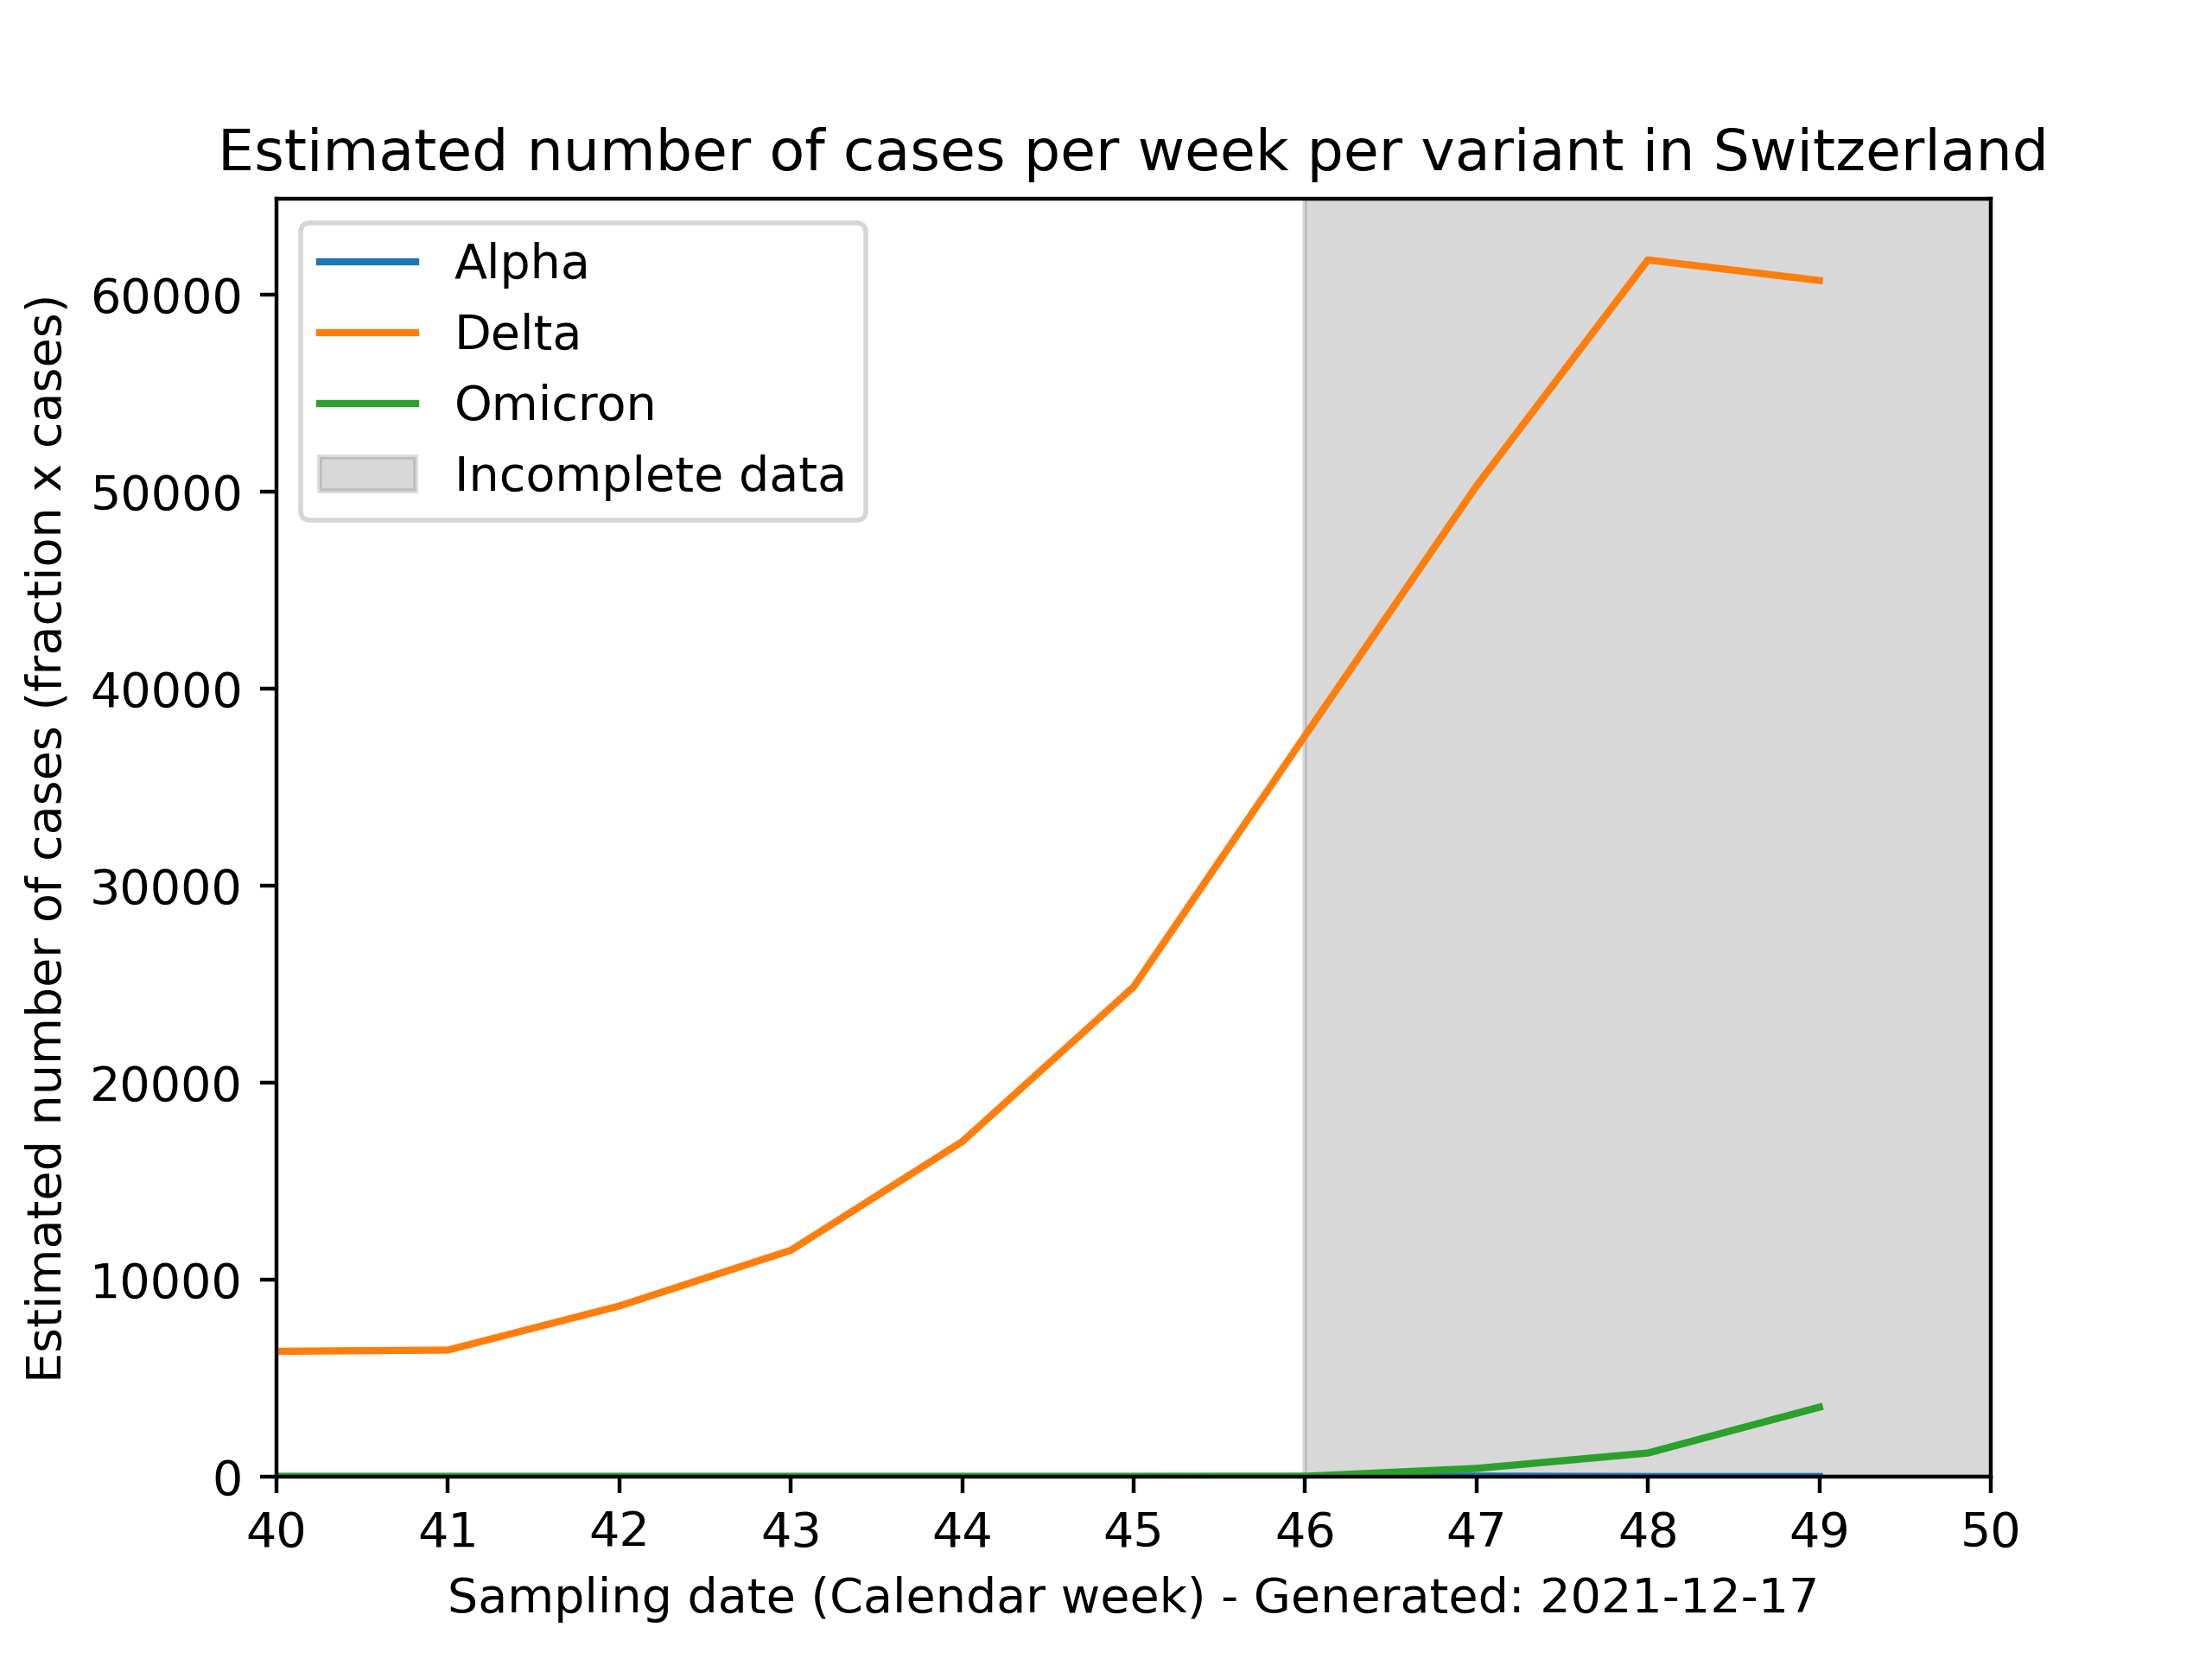 Estimated number of cases per week per variant in Switzerland
Estimated number of cases (fraction x cases)
Alpha
Delta
Omicron
Incomplete data
60000
50000
40000
30000
20000
10000
0
40 41 42 43 44 45 46 47 48 49 50
Sampling date (Calendar week) - Generated: 2021-12-17